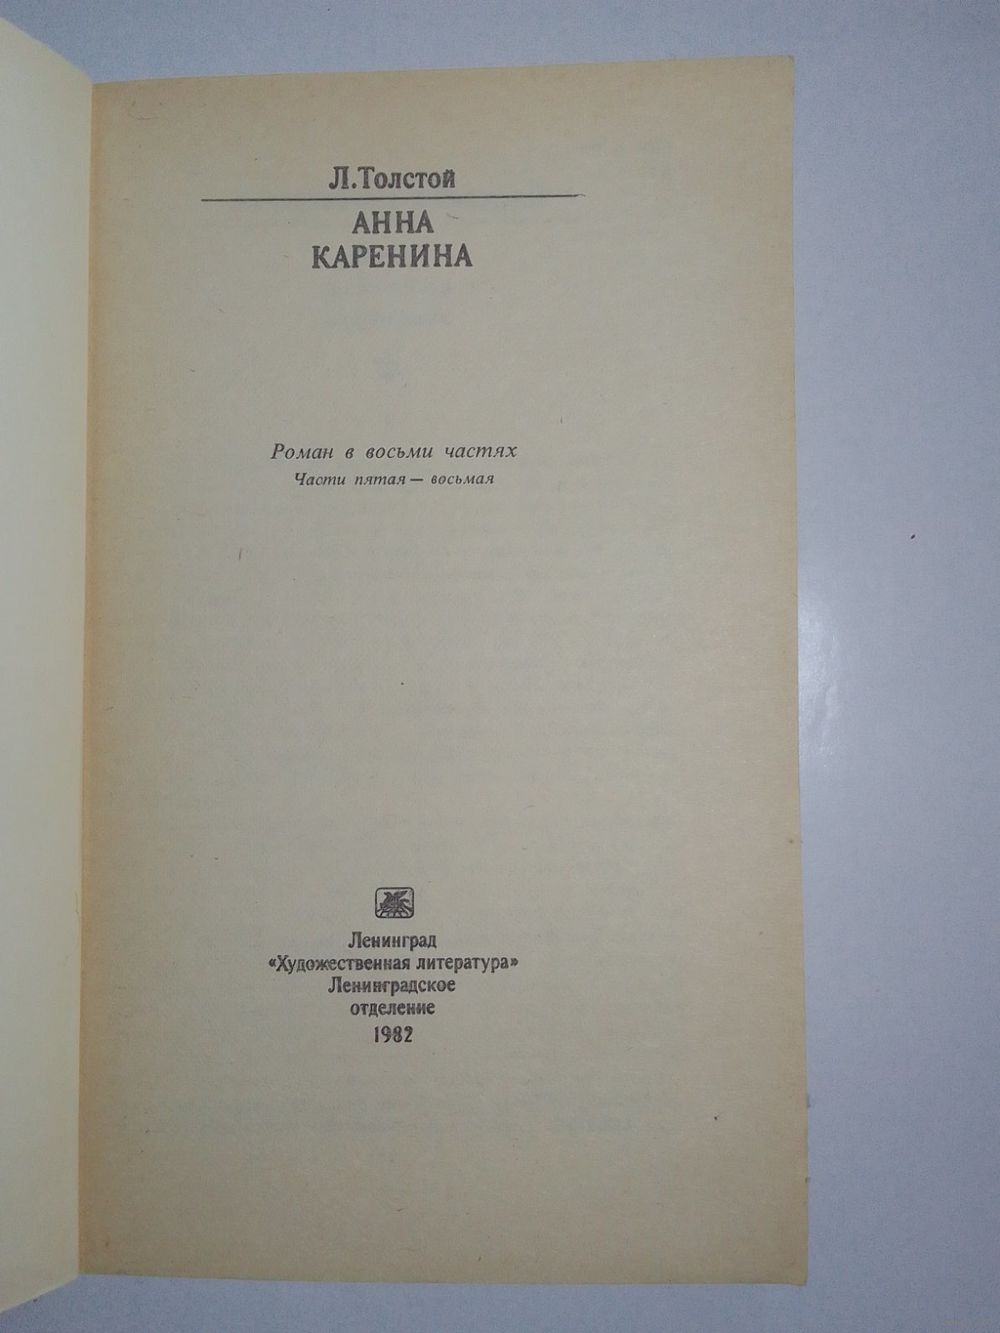 Л.Толстой
АННА
КАРЕНИНА
Роман в восьми частях
Части пятая — восьмая
Ленинград
«Художественная литература»
Ленинградское
отделение
1982